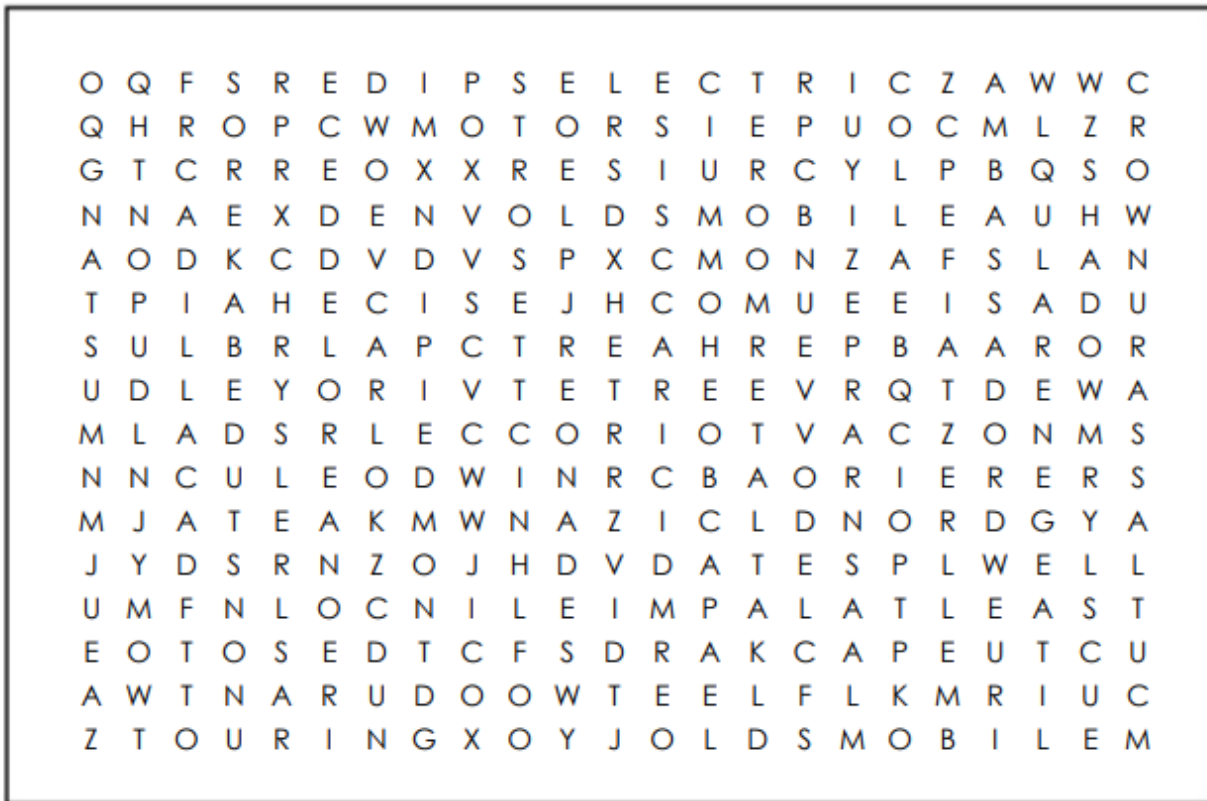 O Q F S R E D I P S E L E C T R I C Z A W W C
Q H R O P C W M O T O R S I E P U O C M L Z R
G T C R R E O X X R E S I U R C Y L P B Q S O
N N A E X D E N V O L D S M O B I L E A U H W
A O D K C D V D V S P X C M O N Z A F S L A N
T P I A H E C I S E J H C O M U E E I S A D U
S U L B R L A P C T R E A H R E P B A A R O R
U D L E Y O R I V T E T R E E V R Q T D E W A
M L A D S R L E C C O R I O T V A C Z O N M S
N N C U L E O D W I N R C B A O R I E R E R S
M J A T E A K M W N A Z I C L D N O R D G Y A
J Y D S R N Z O J H D V D A T E S P L W E L L
U M F N L O C N I L E I M P A L A T L E A S T
E O T O S E D T C F S D R A K C A P E U T C U
A W T N A R U D O O W T E E L F L K M R I U C
Z T O U R I N G X O Y J O L D S M O B I L E M